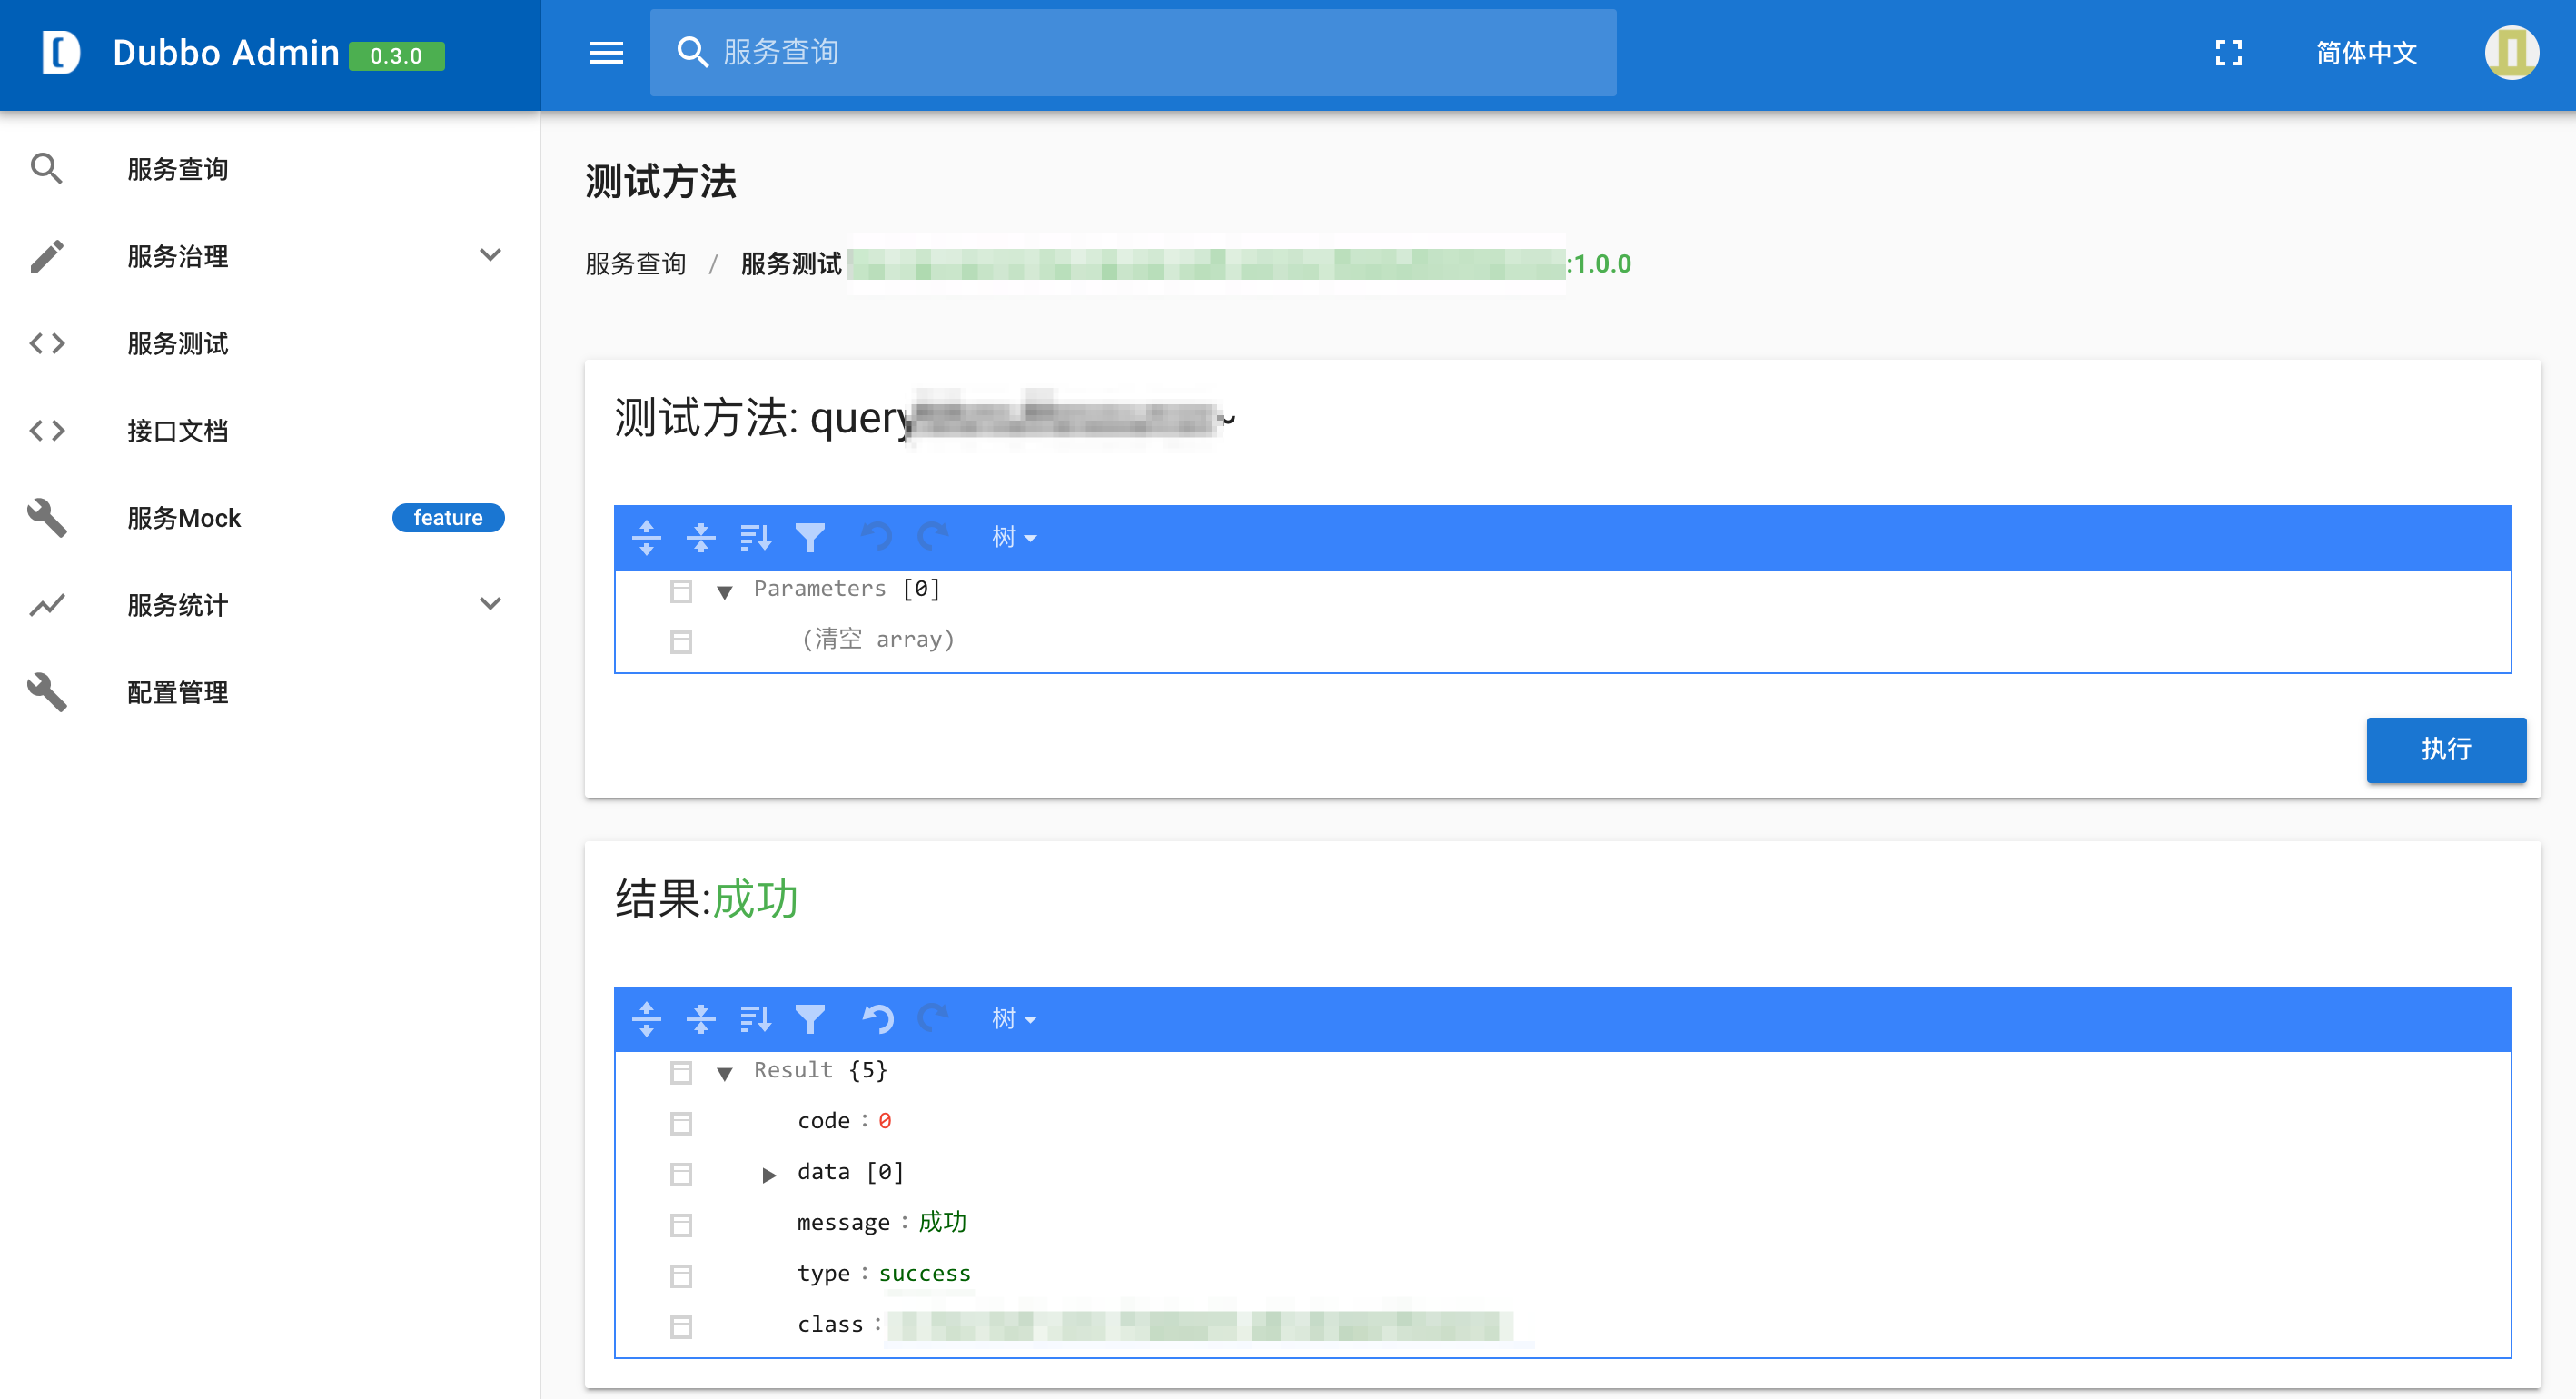 Dubbo Admin 0.3.0
服务查询
简体中文
服务查询
服务治理
服务测试
接口文档
服务Mock feature
服务统计
配置管理
测试方法
服务查询 / 服务测试 :1.0.0
测试方法: query ~
树
Parameters [0]
(清空 array)
执行
结果:成功
树
Result {5}
code : 0
data [0]
message : 成功
type : success
class :